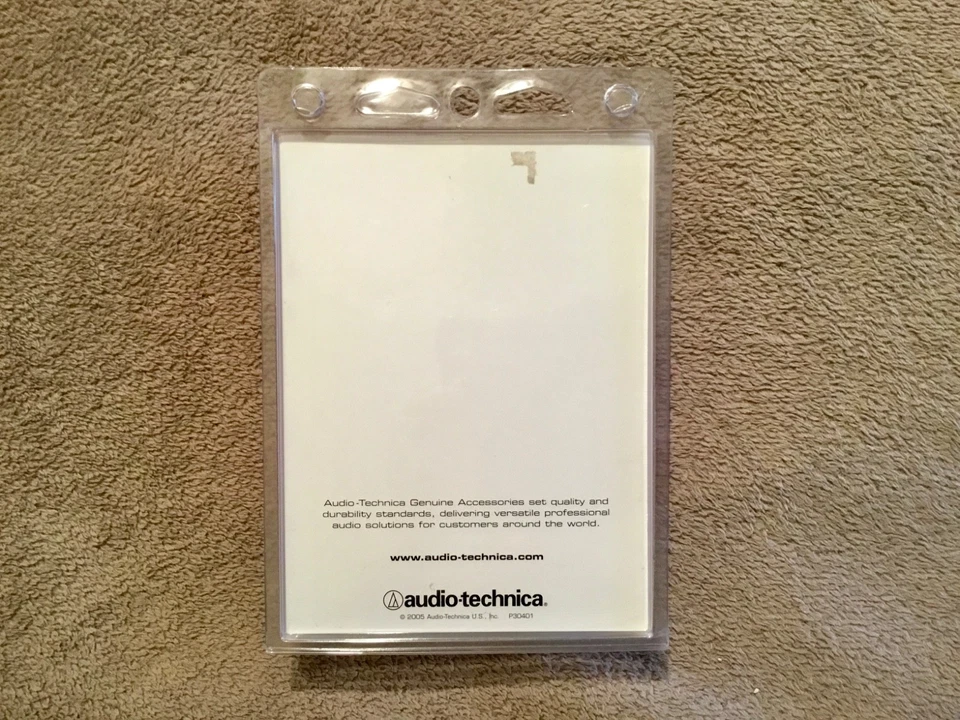 Audio-Technica Genuine Accessories set quality and
durability standards, delivering versatile professional
audio solutions for customers around the world.
www.audio-technica.com
audio-technica®
© 2005 Audio-Technica U.S., Inc. P30401